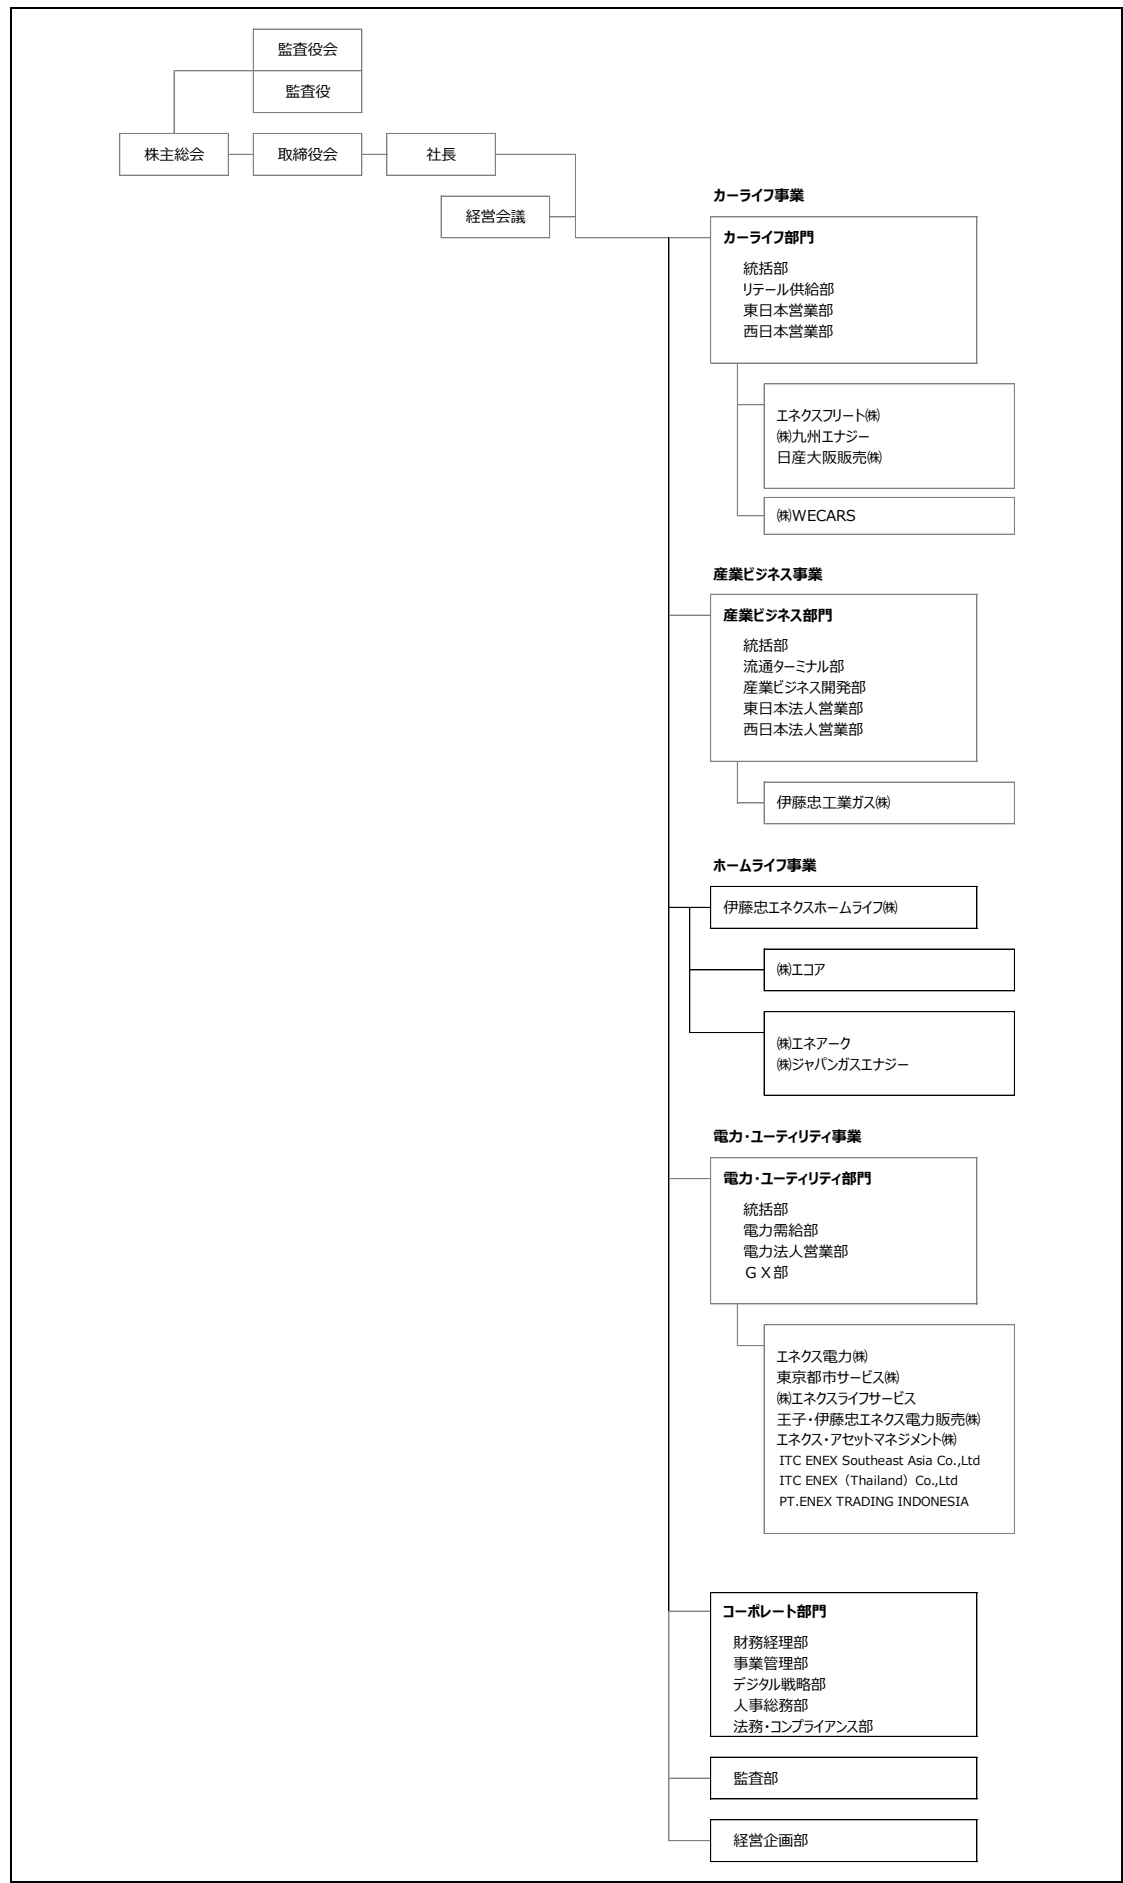 監査役会
監査役
株主総会
取締役会
社長
経営会議
カーライフ事業
カーライフ部門
統括部
リテール供給部
東日本営業部
西日本営業部
エネクスフリート㈱
㈱九州エナジー
日産大阪販売㈱
㈱WECARS
産業ビジネス事業
産業ビジネス部門
統括部
流通ターミナル部
産業ビジネス開発部
東日本法人営業部
西日本法人営業部
伊藤忠工業ガス㈱
ホームライフ事業
伊藤忠エネクスホームライフ㈱
㈱エコア
㈱エネアーク
㈱ジャパンガスエナジー
電力・ユーティリティ事業
電力・ユーティリティ部門
統括部
電力需給部
電力法人営業部
ＧＸ部
エネクス電力㈱
東京都市サービス㈱
㈱エネクスライフサービス
王子・伊藤忠エネクス電力販売㈱
エネクス・アセットマネジメント㈱
ITC ENEX Southeast Asia Co.,Ltd
ITC ENEX（Thailand）Co.,Ltd
PT.ENEX TRADING INDONESIA
コーポレート部門
財務経理部
事業管理部
デジタル戦略部
人事総務部
法務・コンプライアンス部
監査部
経営企画部